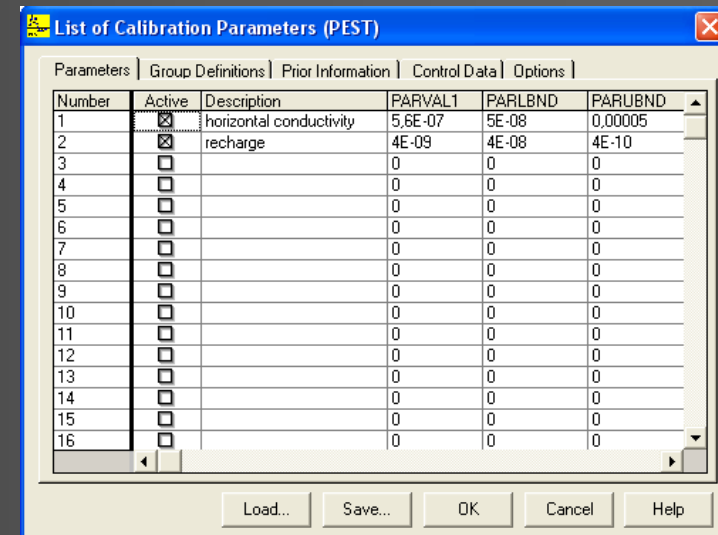 List of Calibration Parameters (PEST)
Parameters Group Definitions Prior Information Control Data Options
Number Active Description PARVAL1 PARLBND PARUBND
1 horizontal conductivity 5,6E-07 5E-08 0,00005
2 recharge 4E-09 4E-08 4E-10
3 0 0 0
4 0 0 0
5 0 0 0
6 0 0 0
7 0 0 0
8 0 0 0
9 0 0 0
10 0 0 0
11 0 0 0
12 0 0 0
13 0 0 0
14 0 0 0
15 0 0 0
16 0 0 0
Load... Save... OK Cancel Help